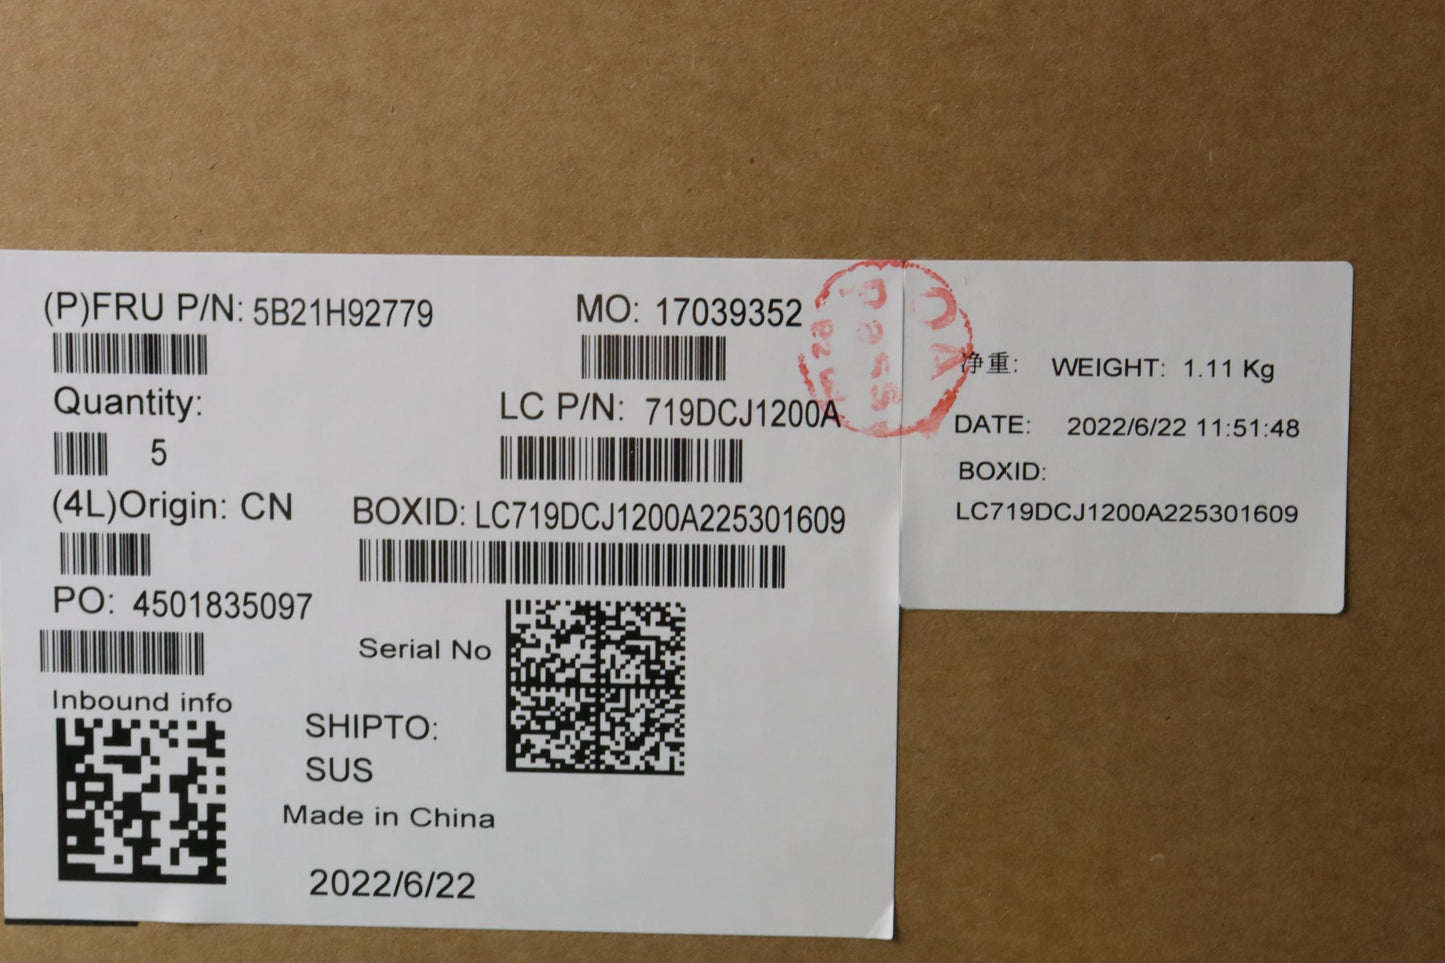 (P)FRU P/N: 5B21H92779
MO: 17039352
Quantity:
5
LC P/N: 719DCJ1200A
(4L)Origin: CN
BOXID: LC719DCJ1200A225301609
PO: 4501835097
Serial No
Inbound info
SHIPTO:
SUS
Made in China
2022/6/22
Pass
净重: WEIGHT: 1.11 Kg
DATE: 2022/6/22 11:51:48
BOXID:
LC719DCJ1200A225301609